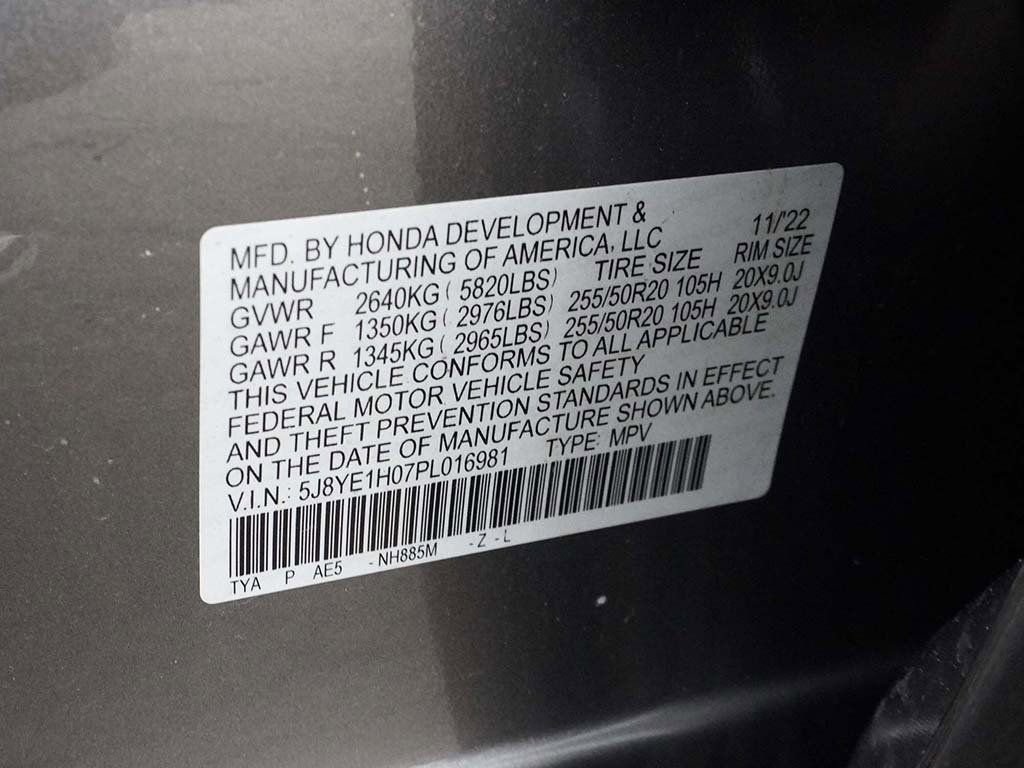 MFD. BY HONDA DEVELOPMENT & 11/'22
MANUFACTURING OF AMERICA, LLC
GVWR 2640KG ( 5820LBS) TIRE SIZE RIM SIZE
GAWR F 1350KG ( 2976LBS) 255/50R20 105H 20X9.0J
GAWR R 1345KG ( 2965LBS) 255/50R20 105H 20X9.0J
THIS VEHICLE CONFORMS TO ALL APPLICABLE
FEDERAL MOTOR VEHICLE SAFETY
AND THEFT PREVENTION STANDARDS IN EFFECT
ON THE DATE OF MANUFACTURE SHOWN ABOVE.
V.I.N.: 5J8YE1H07PL016981 TYPE: MPV
TYA P AE5 -NH885M -Z -L